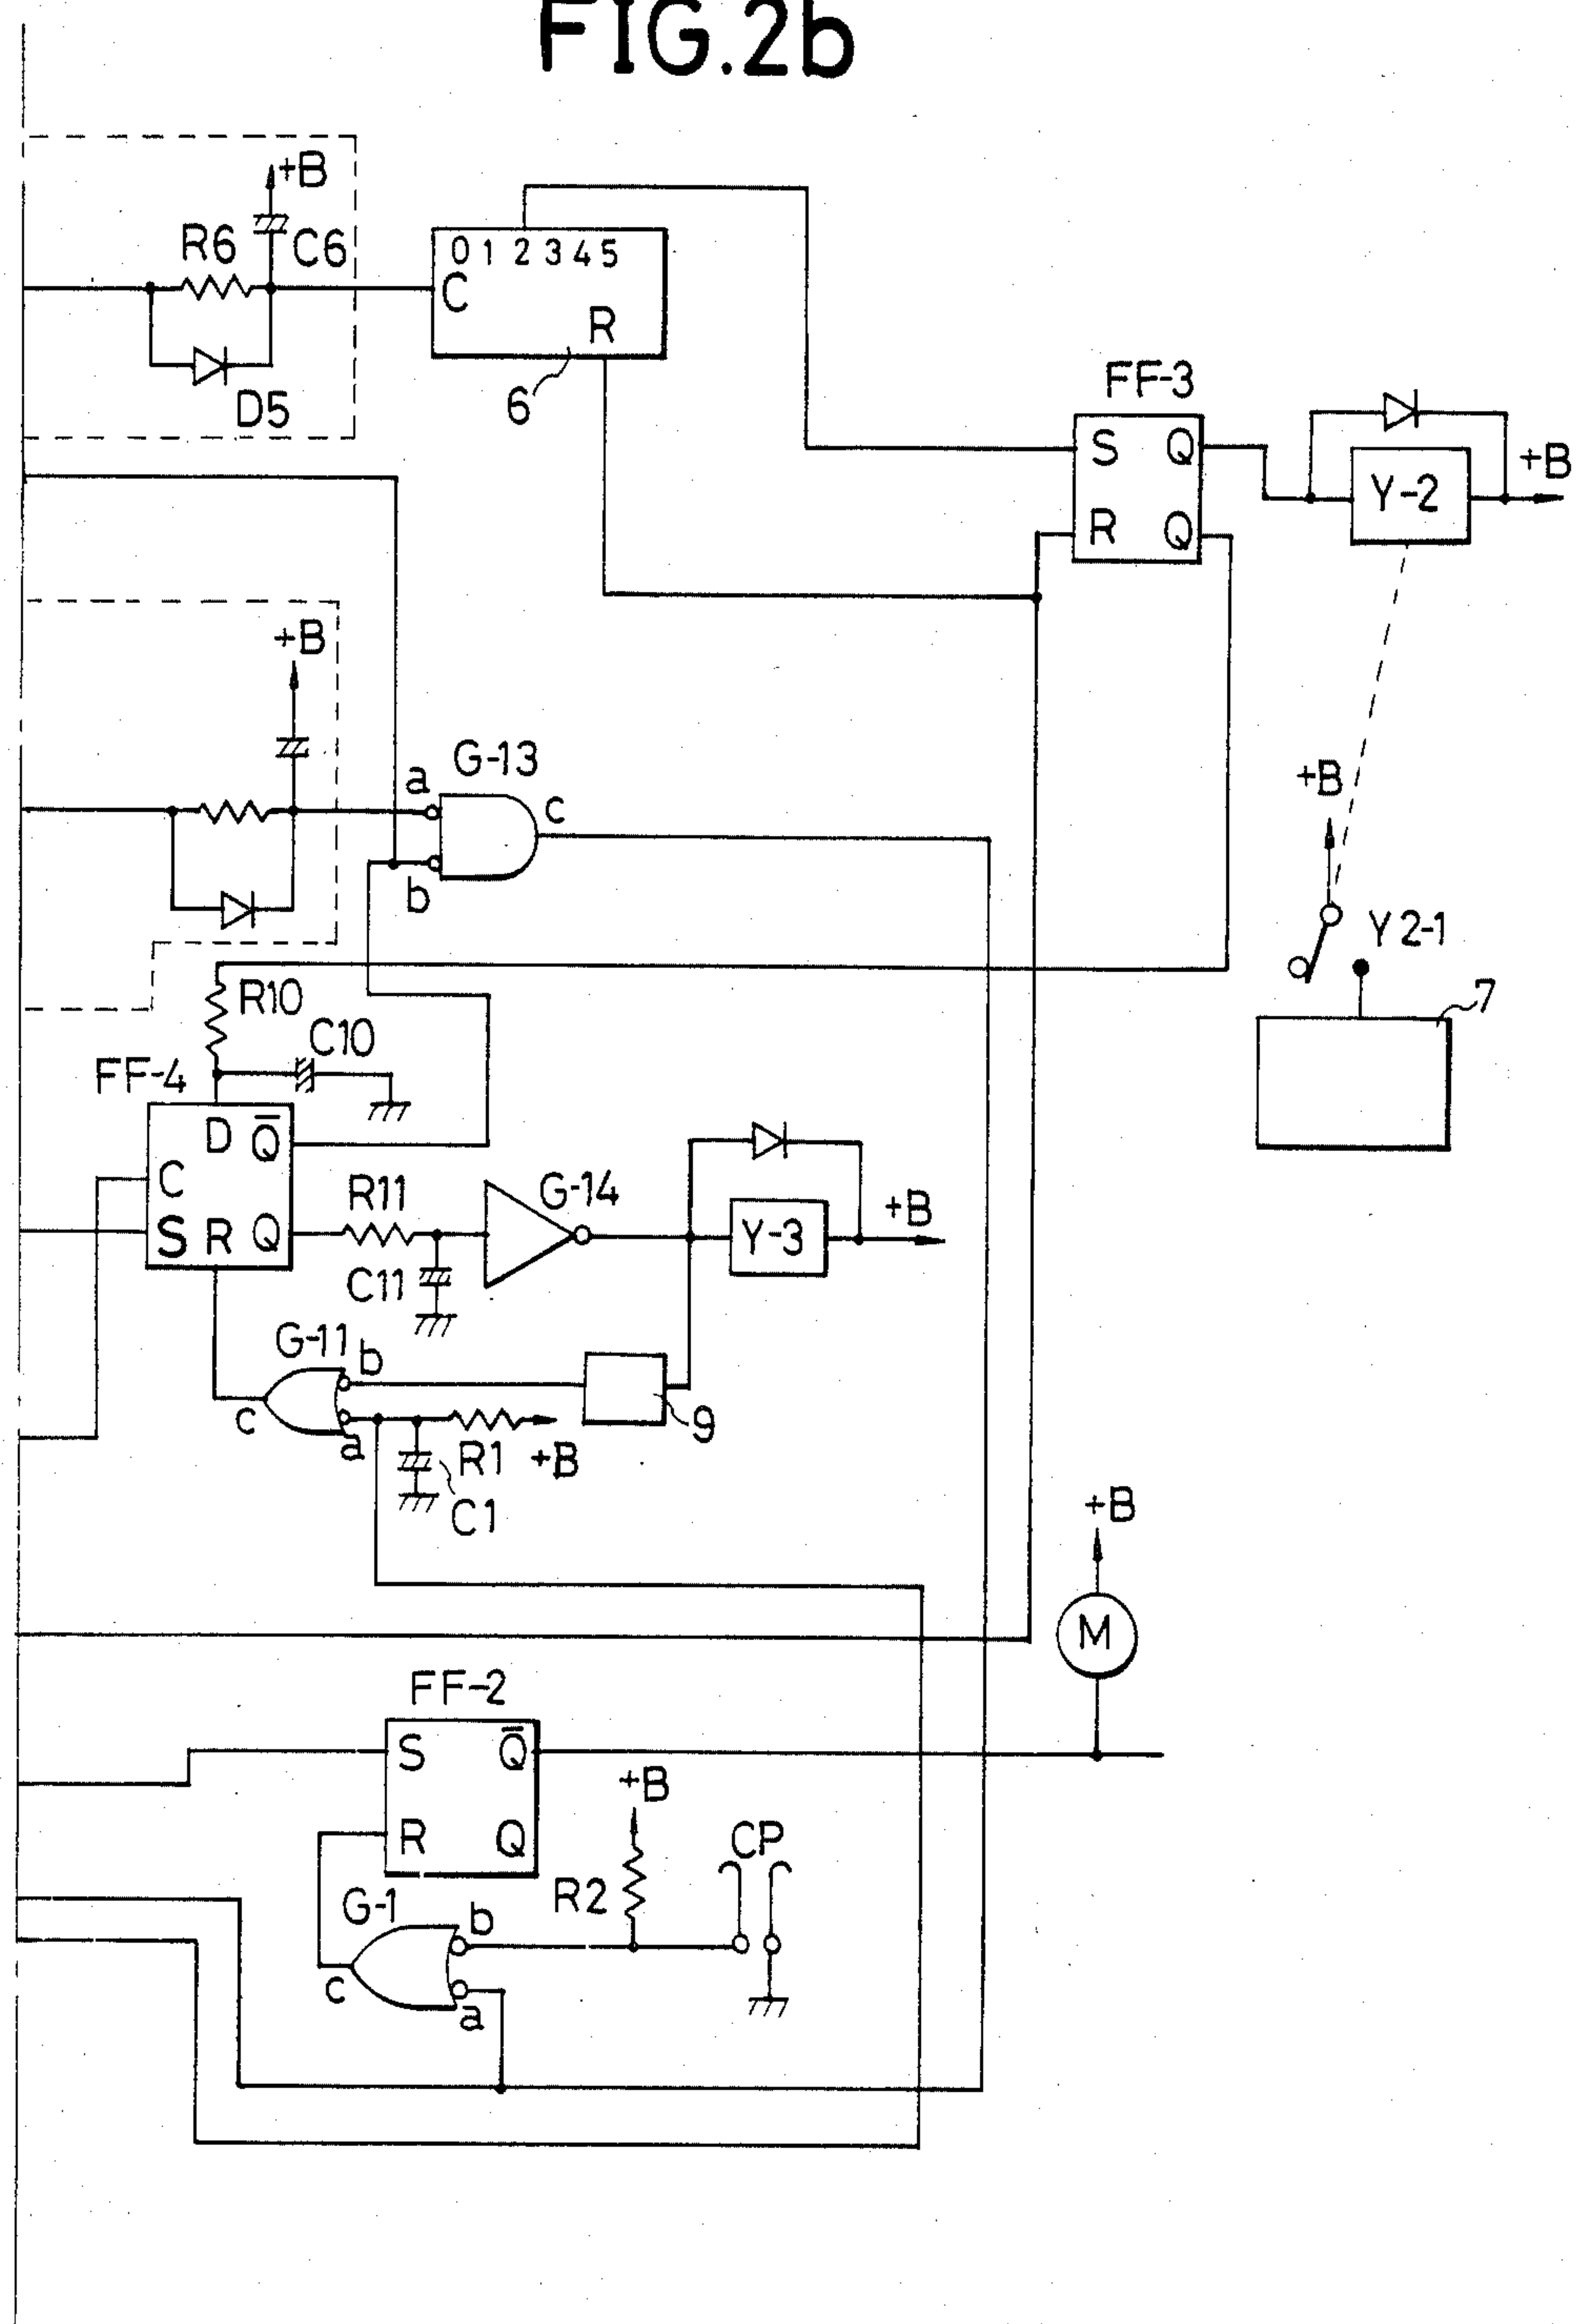 FIG.2b
+B
R6
C6
0 1 2 3 4 5
C
R
D5
6
FF-3
S Q
R Q
Y-2
+B
+B
G-13
a
c
b
+B
Y2-1
R10
7
C10
FF-4
D Q̅
C
S R Q
R11
G-14
Y-3
+B
C11
G-11
b
c
a
R1
+B
9
C1
+B
M
FF-2
S Q̅
R Q
+B
CP
R2
G-1
b
c
a